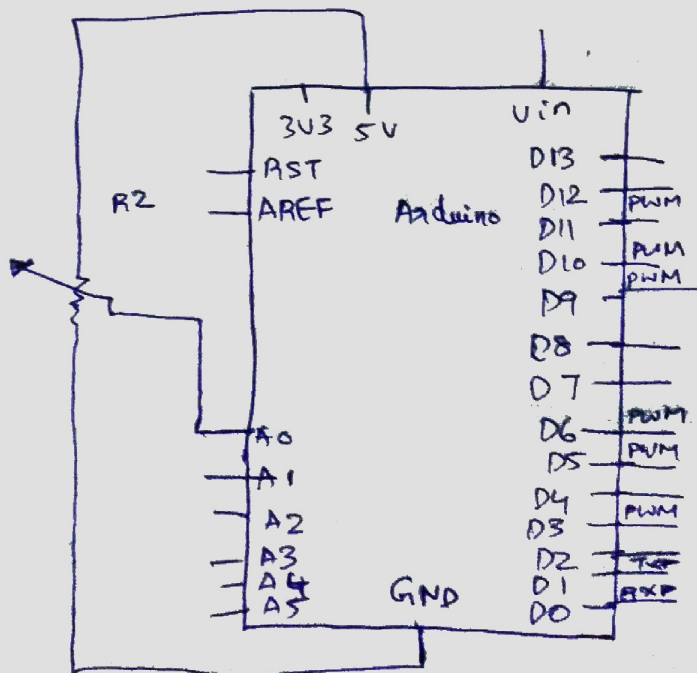 3V3 5V Vin
RST
AREF
R2
Arduino
A0
A1
A2
A3
A4
A5
GND
D13
D12
PWM
D11
D10
PWM
PWM
D9
D8
D7
D6
PWM
D5
PWM
D4
D3
PWM
D2
D1
D0